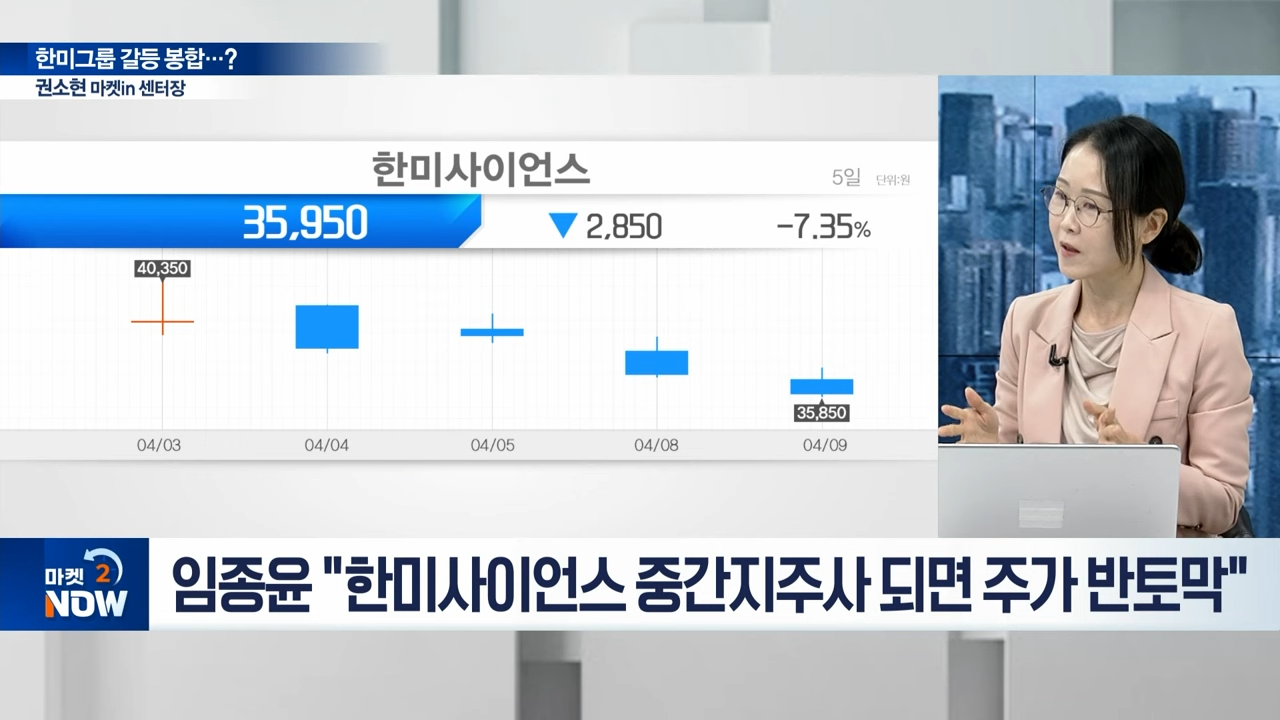 한미그룹 갈등 봉합…?
권소현 마켓in 센터장
한미사이언스
5일 단위:원
35,950 ▼ 2,850 -7.35%
40,350
35,850
04/03 04/04 04/05 04/08 04/09
마켓 2
NOW
임종윤 "한미사이언스 중간지주사 되면 주가 반토막"